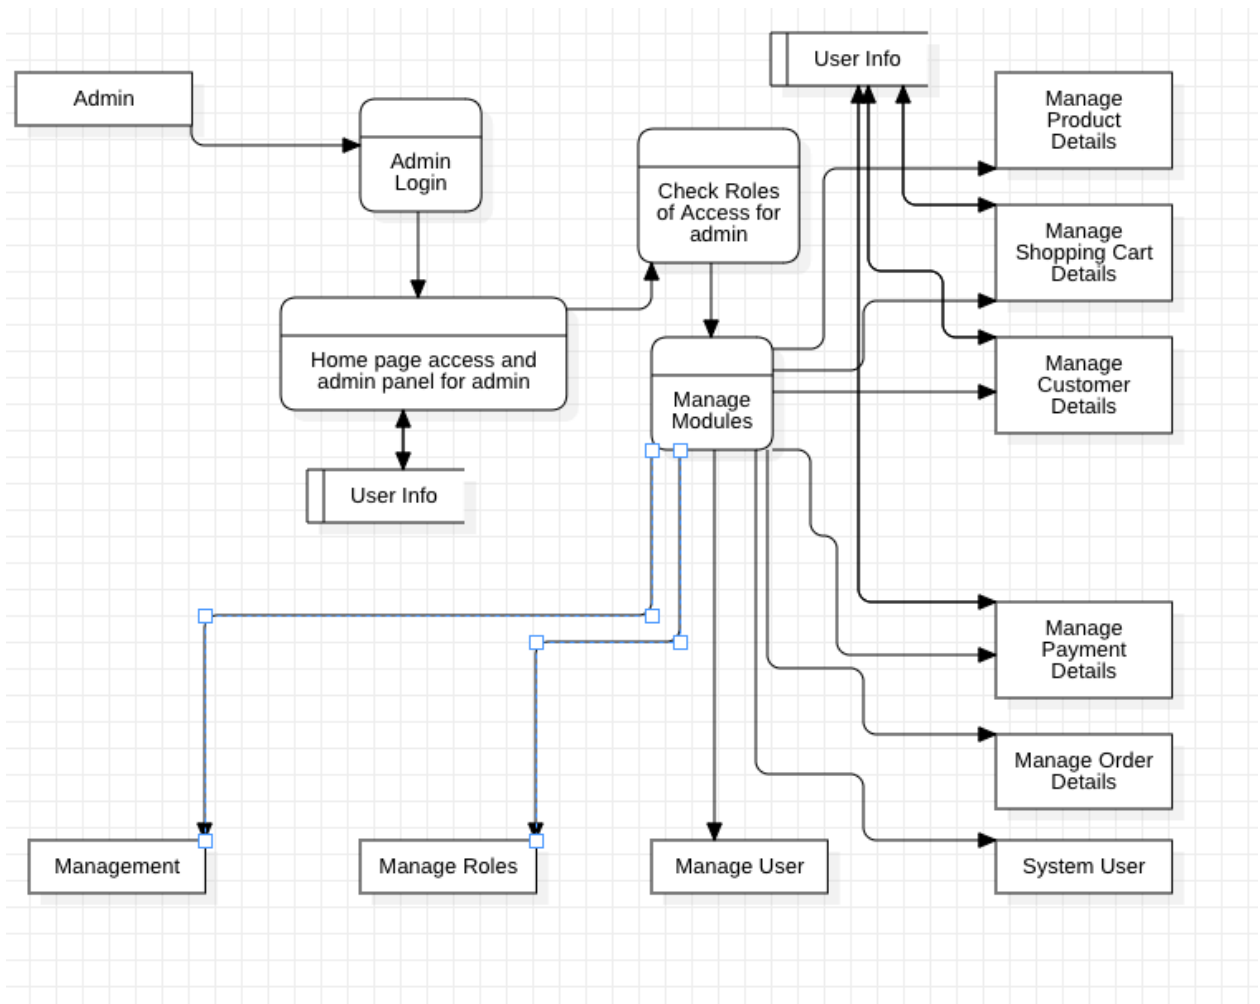 User Info
Admin
Manage
Product
Details
Admin
Login
Check Roles
of Access for
admin
Manage
Shopping Cart
Details
Home page access and
admin panel for admin
Manage
Modules
Manage
Customer
Details
User Info
Manage
Payment
Details
Manage Order
Details
Management
Manage Roles
Manage User
System User